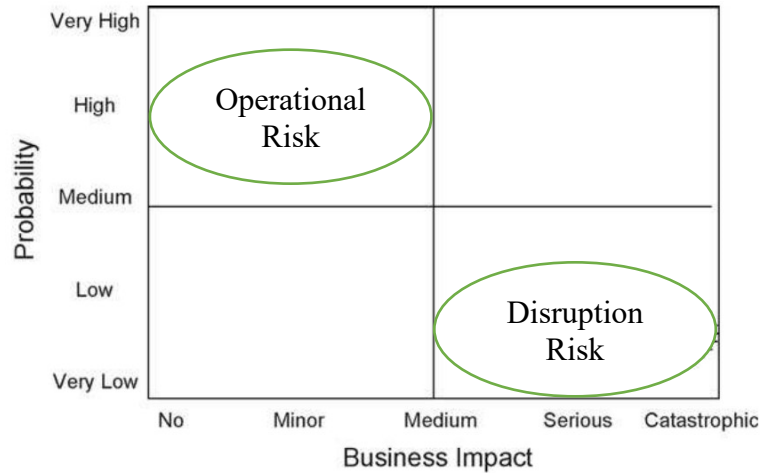 Very High
High
Medium
Low
Very Low
Probability
Operational
Risk
Disruption
Risk
No
Minor
Medium
Serious
Catastrophic
Business Impact